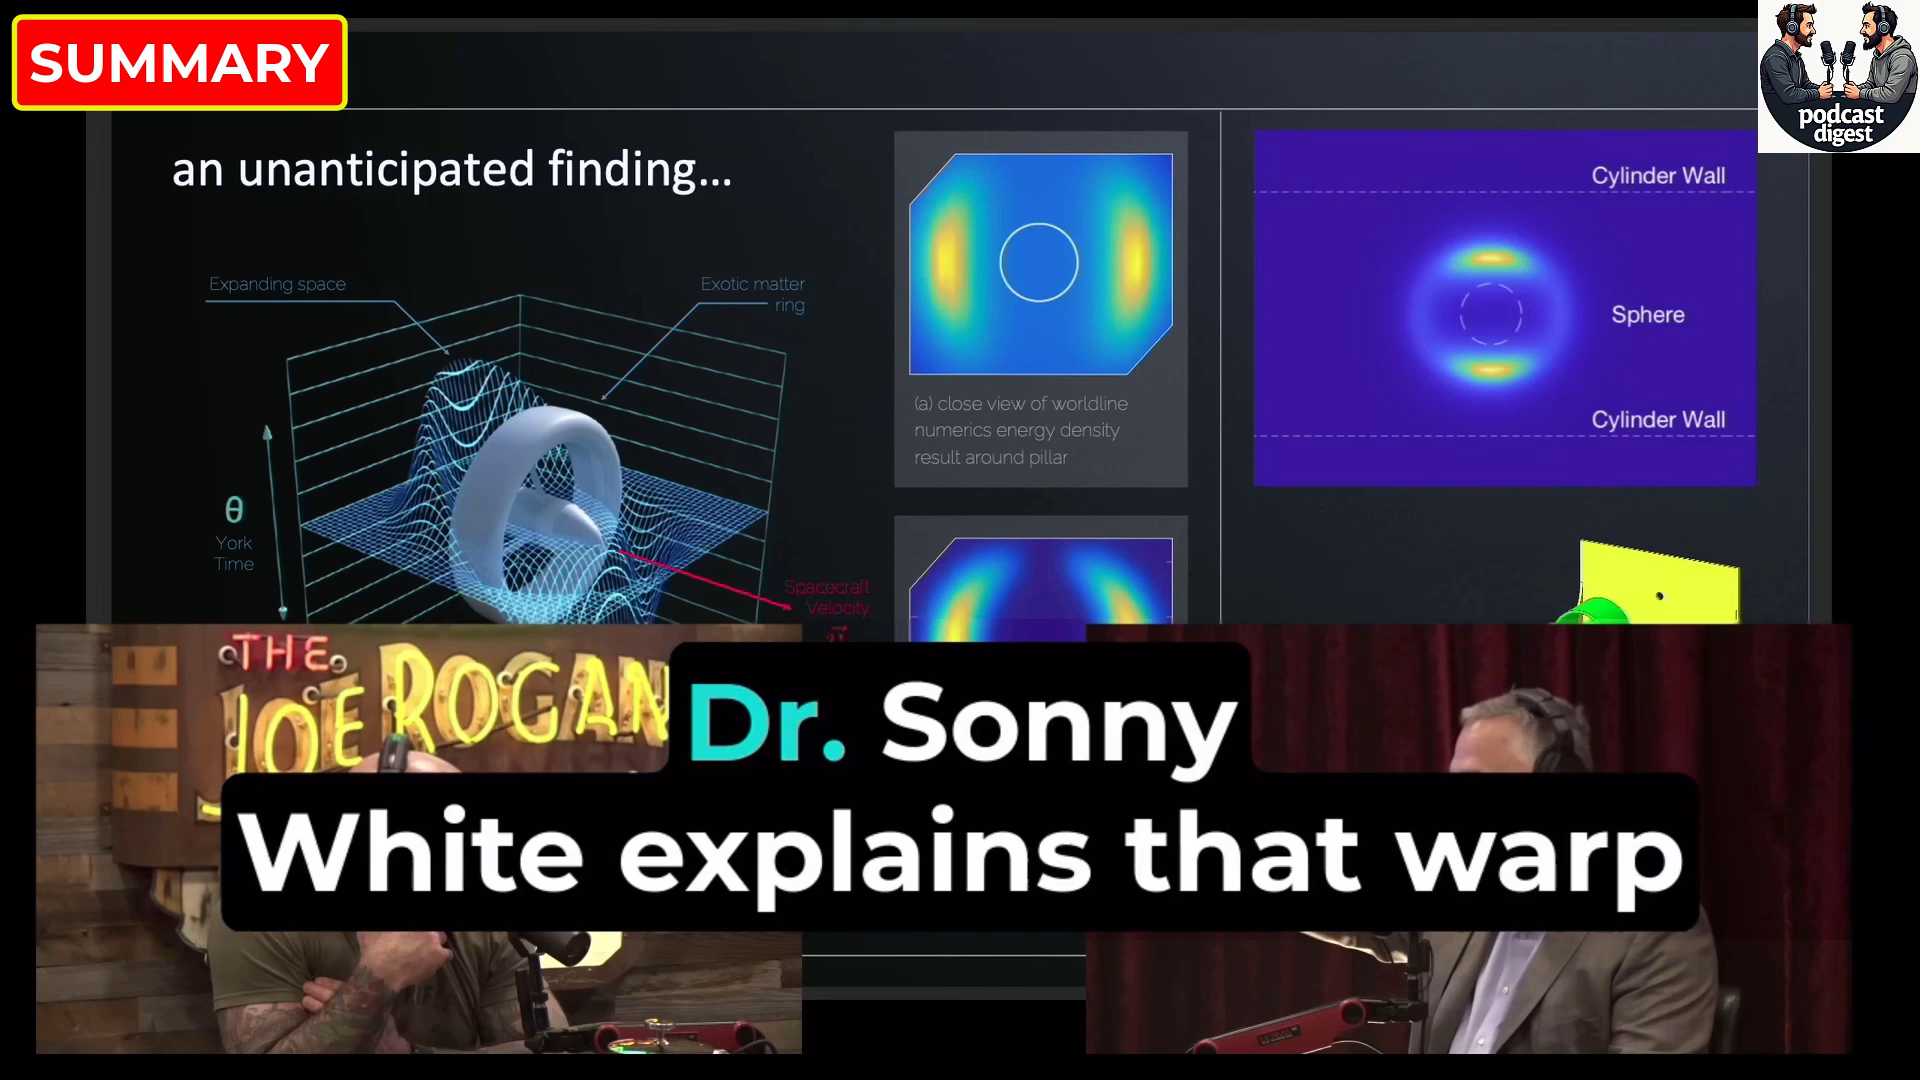 SUMMARY
podcast
digest
an unanticipated finding...
Expanding space
Exotic matter
ring
θ
York
Time
Spacecraft
Velocity
(a) close view of worldline
numerics energy density
result around pillar
Cylinder Wall
Sphere
Cylinder Wall
THE
JOE ROGAN
Dr. Sonny
White explains that warp